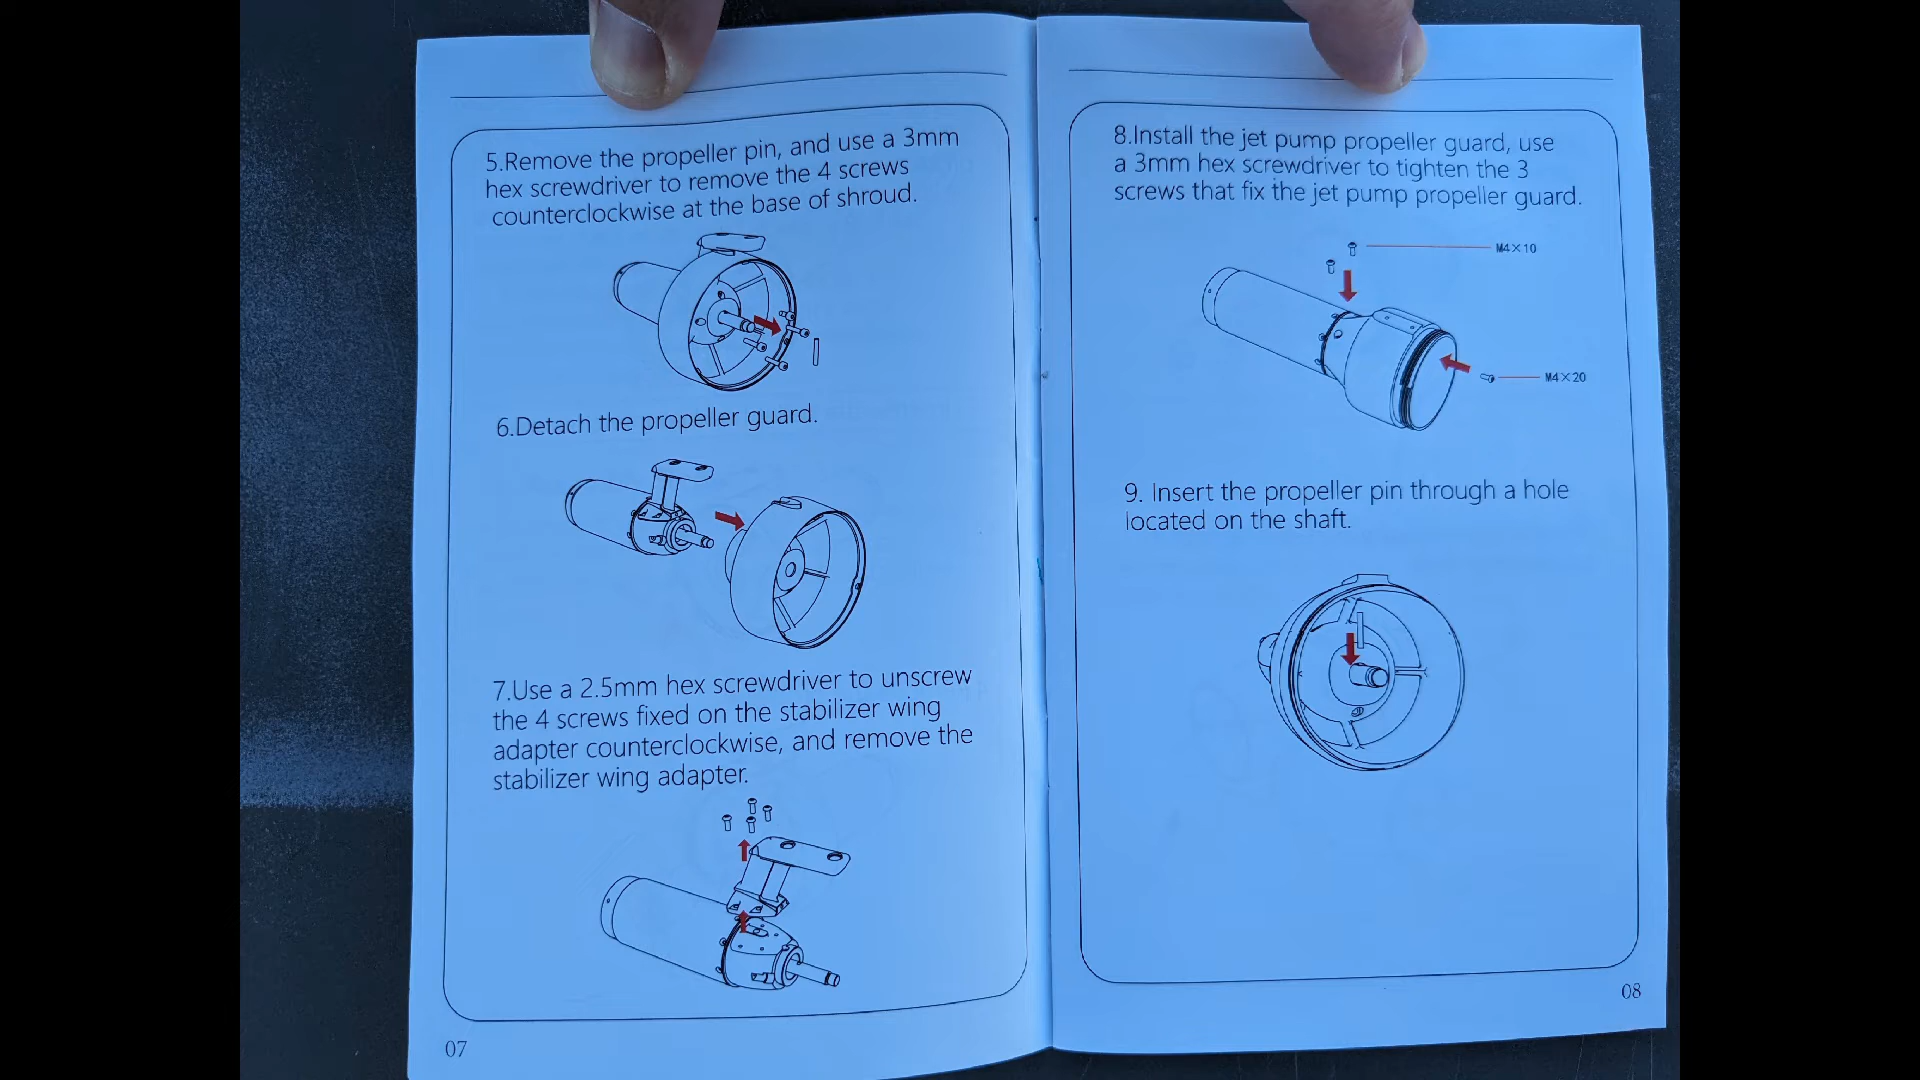 5.Remove the propeller pin, and use a 3mm
hex screwdriver to remove the 4 screws
counterclockwise at the base of shroud.
6.Detach the propeller guard.
7.Use a 2.5mm hex screwdriver to unscrew
the 4 screws fixed on the stabilizer wing
adapter counterclockwise, and remove the
stabilizer wing adapter.
07
8.Install the jet pump propeller guard, use
a 3mm hex screwdriver to tighten the 3
screws that fix the jet pump propeller guard.
M4×10
M4×20
9. Insert the propeller pin through a hole
located on the shaft.
08